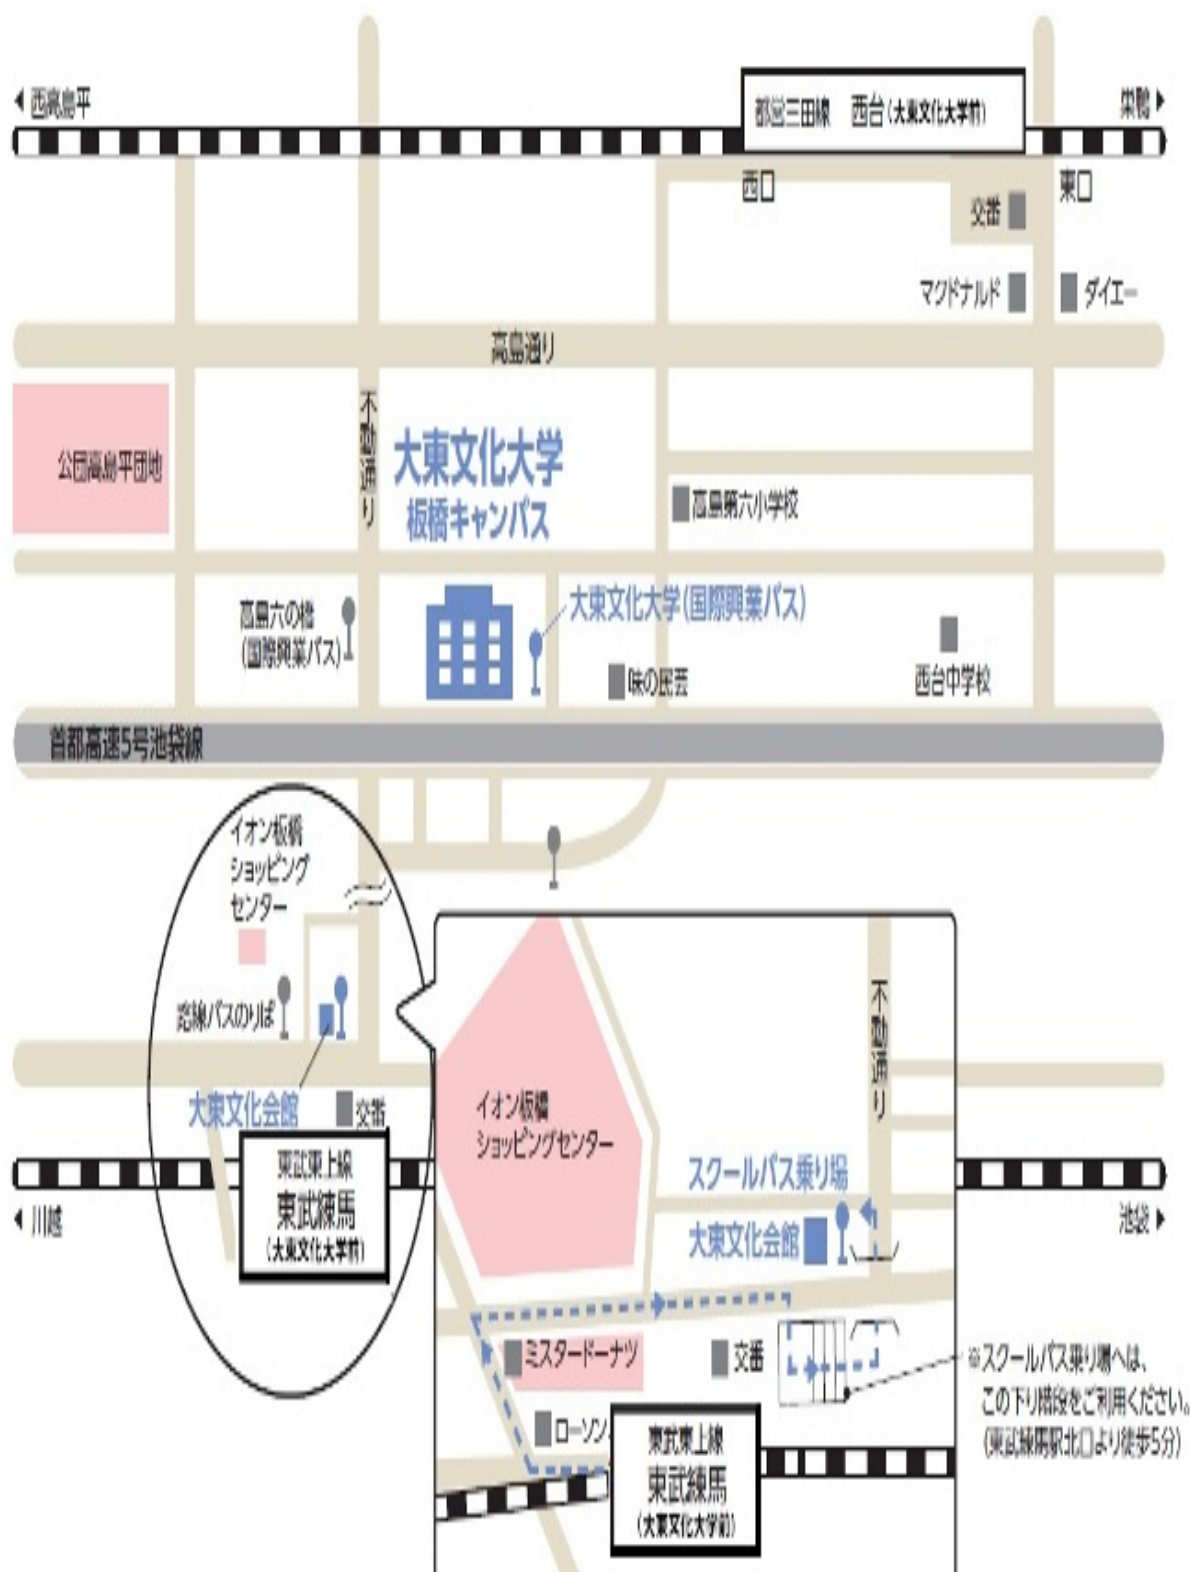 西高島平
都営三田線 西台(大東文化大学前)
巣鴨
西口
東口
交番
マクドナルド
ダイエー
高島通り
不動通り
公団高島平団地
大東文化大学
板橋キャンパス
高島第六小学校
高島六の橋
(国際興業バス)
大東文化大学(国際興業バス)
味の民芸
西台中学校
首都高速5号池袋線
イオン板橋
ショッピング
センター
路線バスのりば
大東文化会館
交番
東武東上線
東武練馬
(大東文化大学前)
川越
池袋
不動通り
イオン板橋
ショッピングセンター
スクールバス乗り場
大東文化会館
ミスタードーナツ
交番
ローソン
東武東上線
東武練馬
(大東文化大学前)
※スクールバス乗り場へは、
この下り階段をご利用ください。
(東武練馬駅北口より徒歩5分)